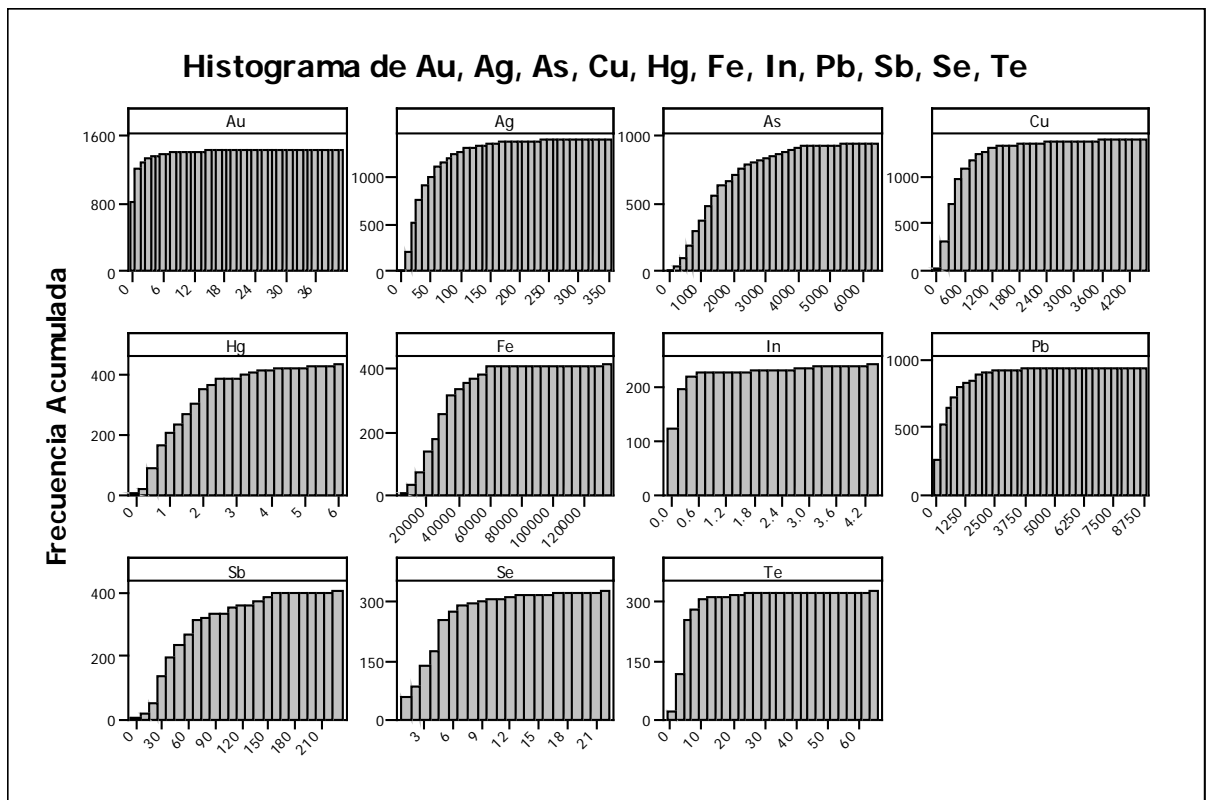 Histograma de Au, Ag, As, Cu, Hg, Fe, In, Pb, Sb, Se, Te
Frecuencia Acumulada
Au
1600
800
0
0 6 12 18 24 30 36
Ag
1000
500
0
0 50 100 150 200 250 300 350
As
1000
500
0
0 1000 2000 3000 4000 5000 6000
Cu
1000
500
0
0 600 1200 1800 2400 3000 3600 4200
Hg
400
200
0
0 1 2 3 4 5 6
Fe
400
200
0
20000 40000 60000 80000 100000 120000
In
200
100
0
0.0 0.6 1.2 1.8 2.4 3.0 3.6 4.2
Pb
1000
500
0
0 1250 2500 3750 5000 6250 7500 8750
Sb
400
200
0
0 30 60 90 120 150 180 210
Se
300
150
0
3 6 9 12 15 18 21
Te
300
150
0
0 10 20 30 40 50 60